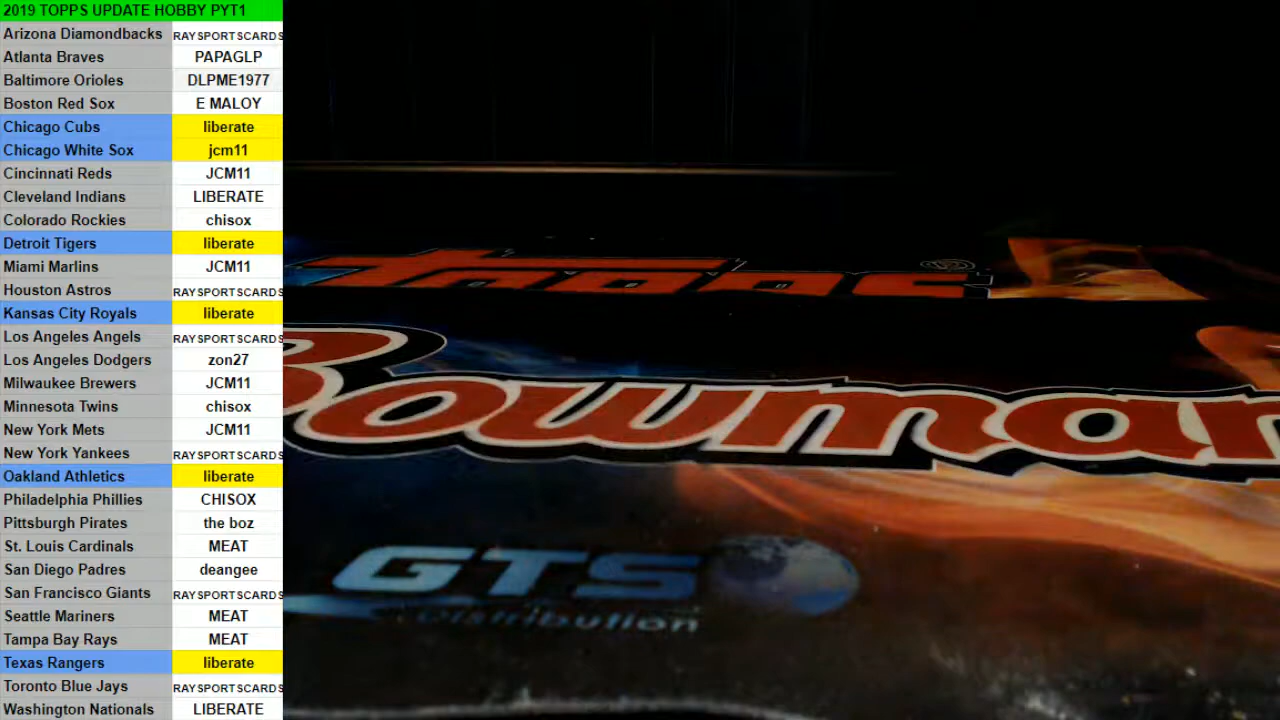 2019 TOPPS UPDATE HOBBY PYT1
Arizona Diamondbacks RAYSPORTSCARDS
Atlanta Braves PAPAGLP
Baltimore Orioles DLPME1977
Boston Red Sox E MALOY
Chicago Cubs liberate
Chicago White Sox jcm11
Cincinnati Reds JCM11
Cleveland Indians LIBERATE
Colorado Rockies chisox
Detroit Tigers liberate
Miami Marlins JCM11
Houston Astros RAYSPORTSCARDS
Kansas City Royals liberate
Los Angeles Angels RAYSPORTSCARDS
Los Angeles Dodgers zon27
Milwaukee Brewers JCM11
Minnesota Twins chisox
New York Mets JCM11
New York Yankees RAYSPORTSCARDS
Oakland Athletics liberate
Philadelphia Phillies CHISOX
Pittsburgh Pirates the boz
St. Louis Cardinals MEAT
San Diego Padres deangee
San Francisco Giants RAYSPORTSCARDS
Seattle Mariners MEAT
Tampa Bay Rays MEAT
Texas Rangers liberate
Toronto Blue Jays RAYSPORTSCARDS
Washington Nationals LIBERATE
topps
Bowman
GTS
Distribution